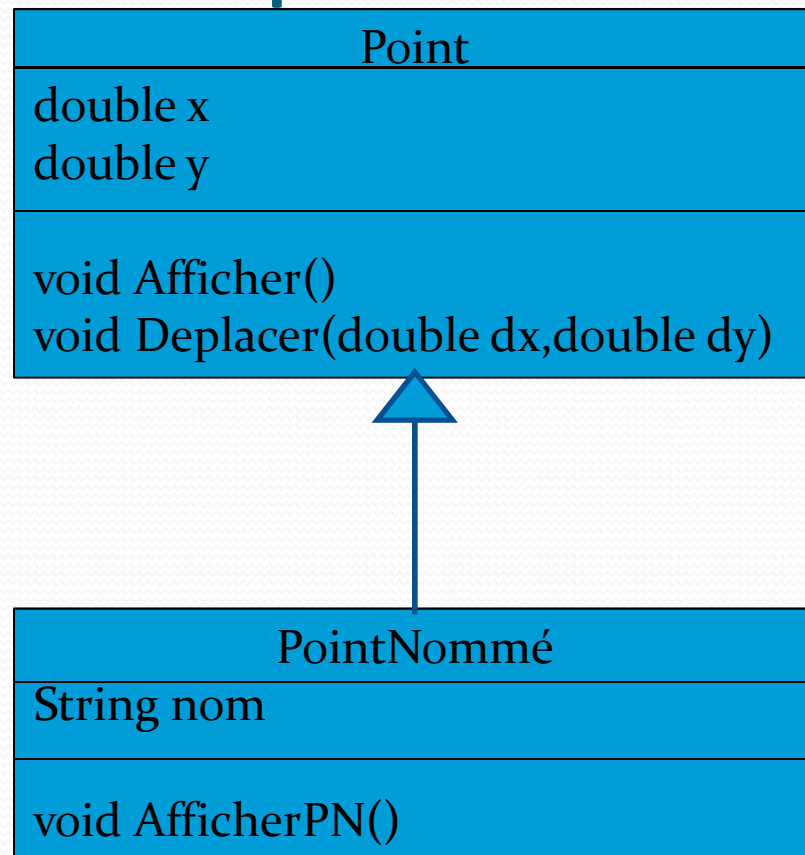 Point
double x
double y
void Afficher()
void Deplacer(double dx,double dy)
PointNommé
String nom
void AfficherPN()